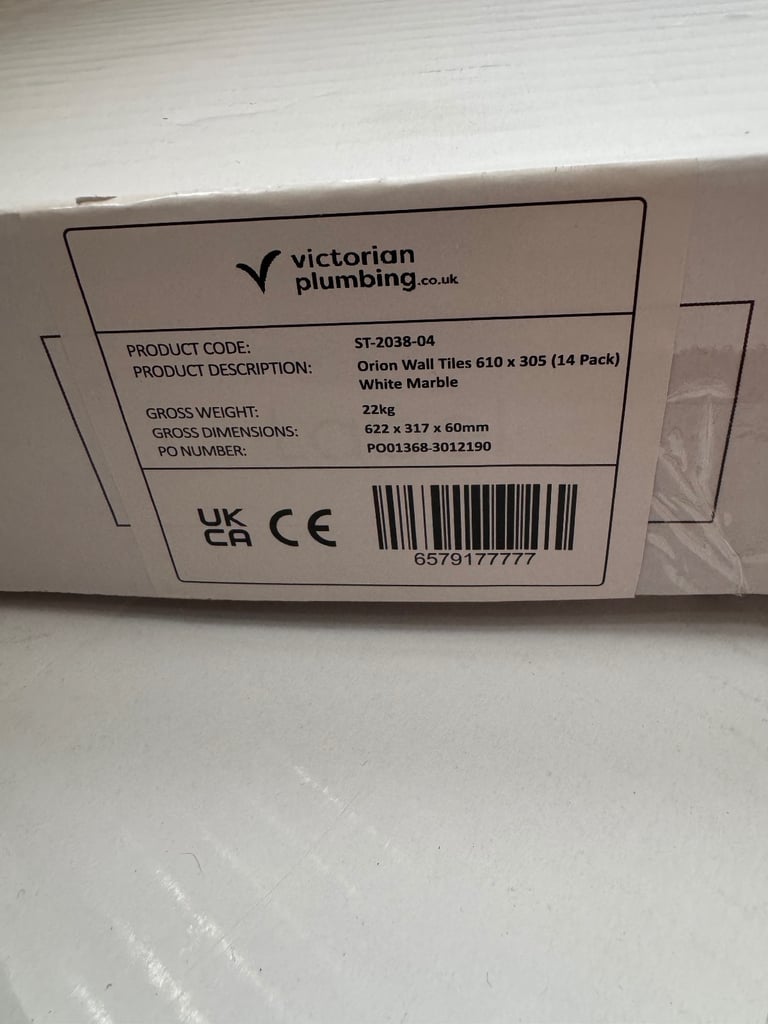 victorian
plumbing.co.uk
PRODUCT CODE: ST-2038-04
PRODUCT DESCRIPTION: Orion Wall Tiles 610 x 305 (14 Pack)
White Marble
GROSS WEIGHT: 22kg
GROSS DIMENSIONS: 622 x 317 x 60mm
PO NUMBER: PO01368-3012190
UK
CA CE
6579177777